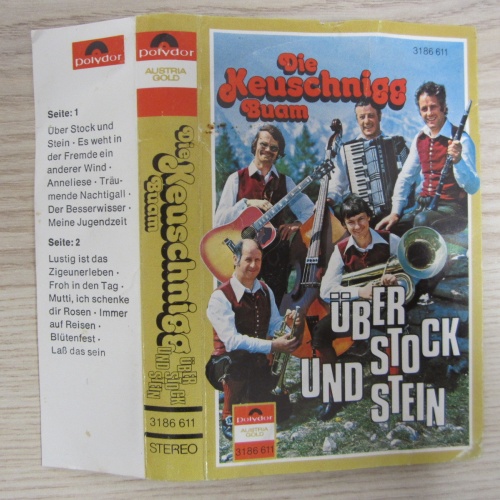 Polydor
Seite: 1
Über Stock und
Stein · Es weht in
der Fremde ein
anderer Wind ·
Anneliese · Träu-
mende Nachtigall ·
Der Besserwisser ·
Meine Jugendzeit
Seite: 2
Lustig ist das
Zigeunerleben ·
Froh in den Tag ·
Mutti, ich schenke
dir Rosen · Immer
auf Reisen ·
Blütenfest ·
Laß das sein
Polydor
AUSTRIA
GOLD
Die
Keuschnigg
Buam
ÜBER
STOCK
UND STEIN
3186 611
STEREO
3186 611
Die
Keuschnigg
Buam
ÜBER
STOCK
UND STEIN
Polydor
AUSTRIA
GOLD
3186 611